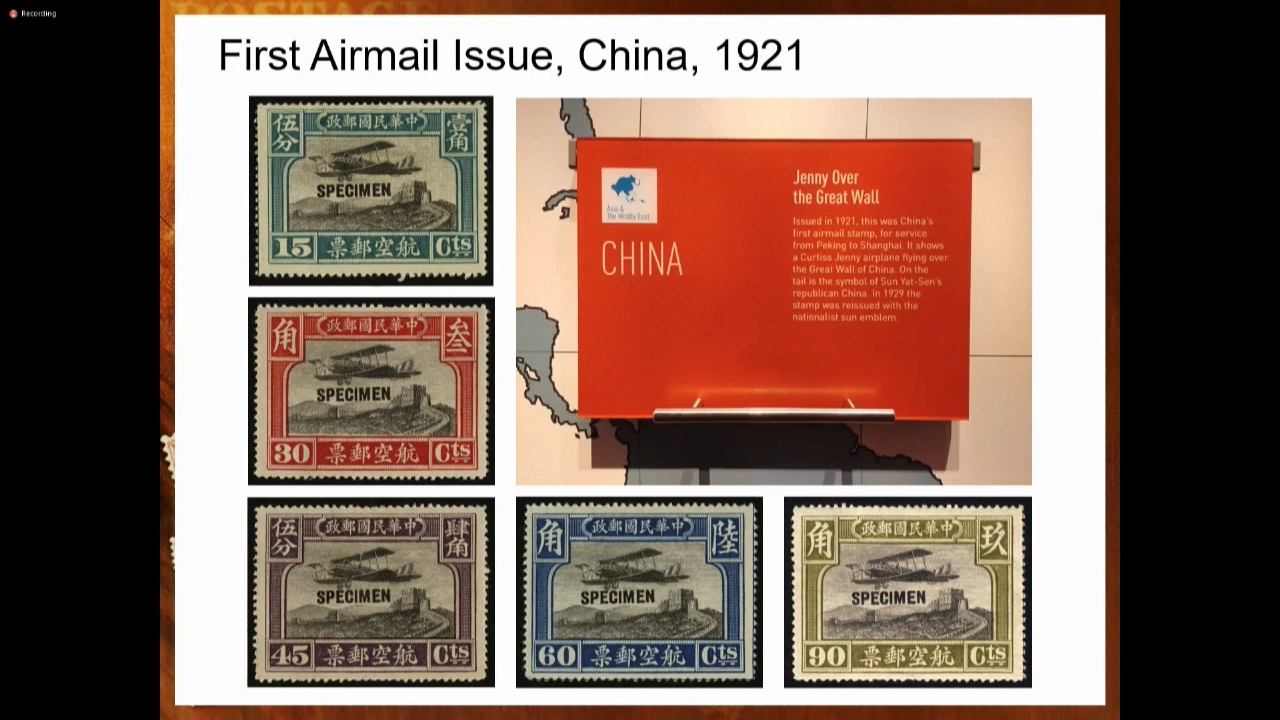 Recording
POSTAGE
First Airmail Issue, China, 1921
中華民國郵政
壹角
伍分
SPECIMEN
15 航空郵票 Cts
中華民國郵政
叁角
SPECIMEN
30 航空郵票 Cts
中華民國郵政
肆角
伍分
SPECIMEN
45 航空郵票 Cts
Asia &
The Middle East
CHINA
Jenny Over
the Great Wall
Issued in 1921, this was China's
first airmail stamp, for service
from Peking to Shanghai. It shows
a Curtiss Jenny airplane flying over
the Great Wall of China. On the
tail is the symbol of Sun Yat-Sen's
republican China. In 1929 the
stamp was reissued with the
nationalist sun emblem.
中華民國郵政
陸角
SPECIMEN
60 航空郵票 Cts
中華民國郵政
玖角
SPECIMEN
90 航空郵票 Cts